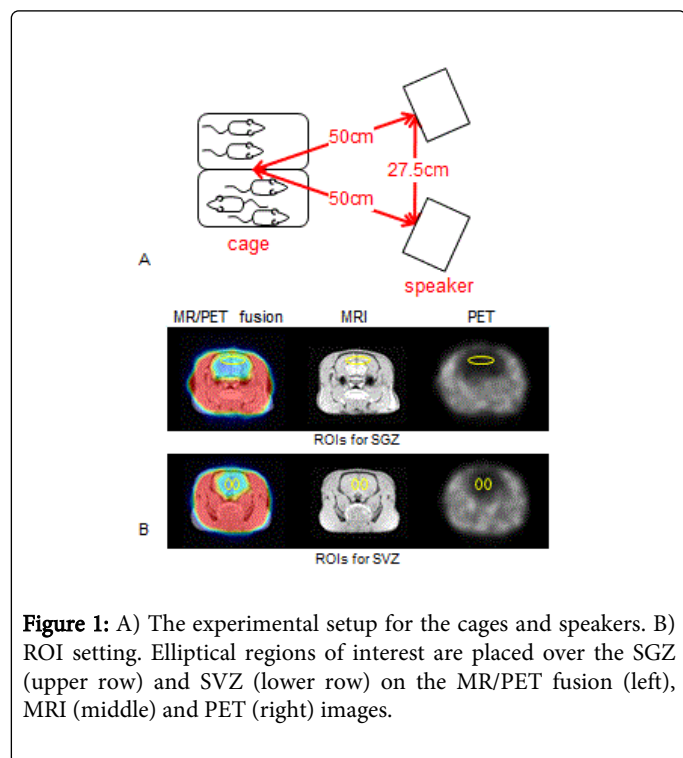 50cm
27.5cm
50cm
cage
speaker
A
MR/PET fusion MRI PET
ROIs for SGZ
B
ROIs for SVZ
Figure 1: A) The experimental setup for the cages and speakers. B)
ROI setting. Elliptical regions of interest are placed over the SGZ
(upper row) and SVZ (lower row) on the MR/PET fusion (left),
MRI (middle) and PET (right) images.